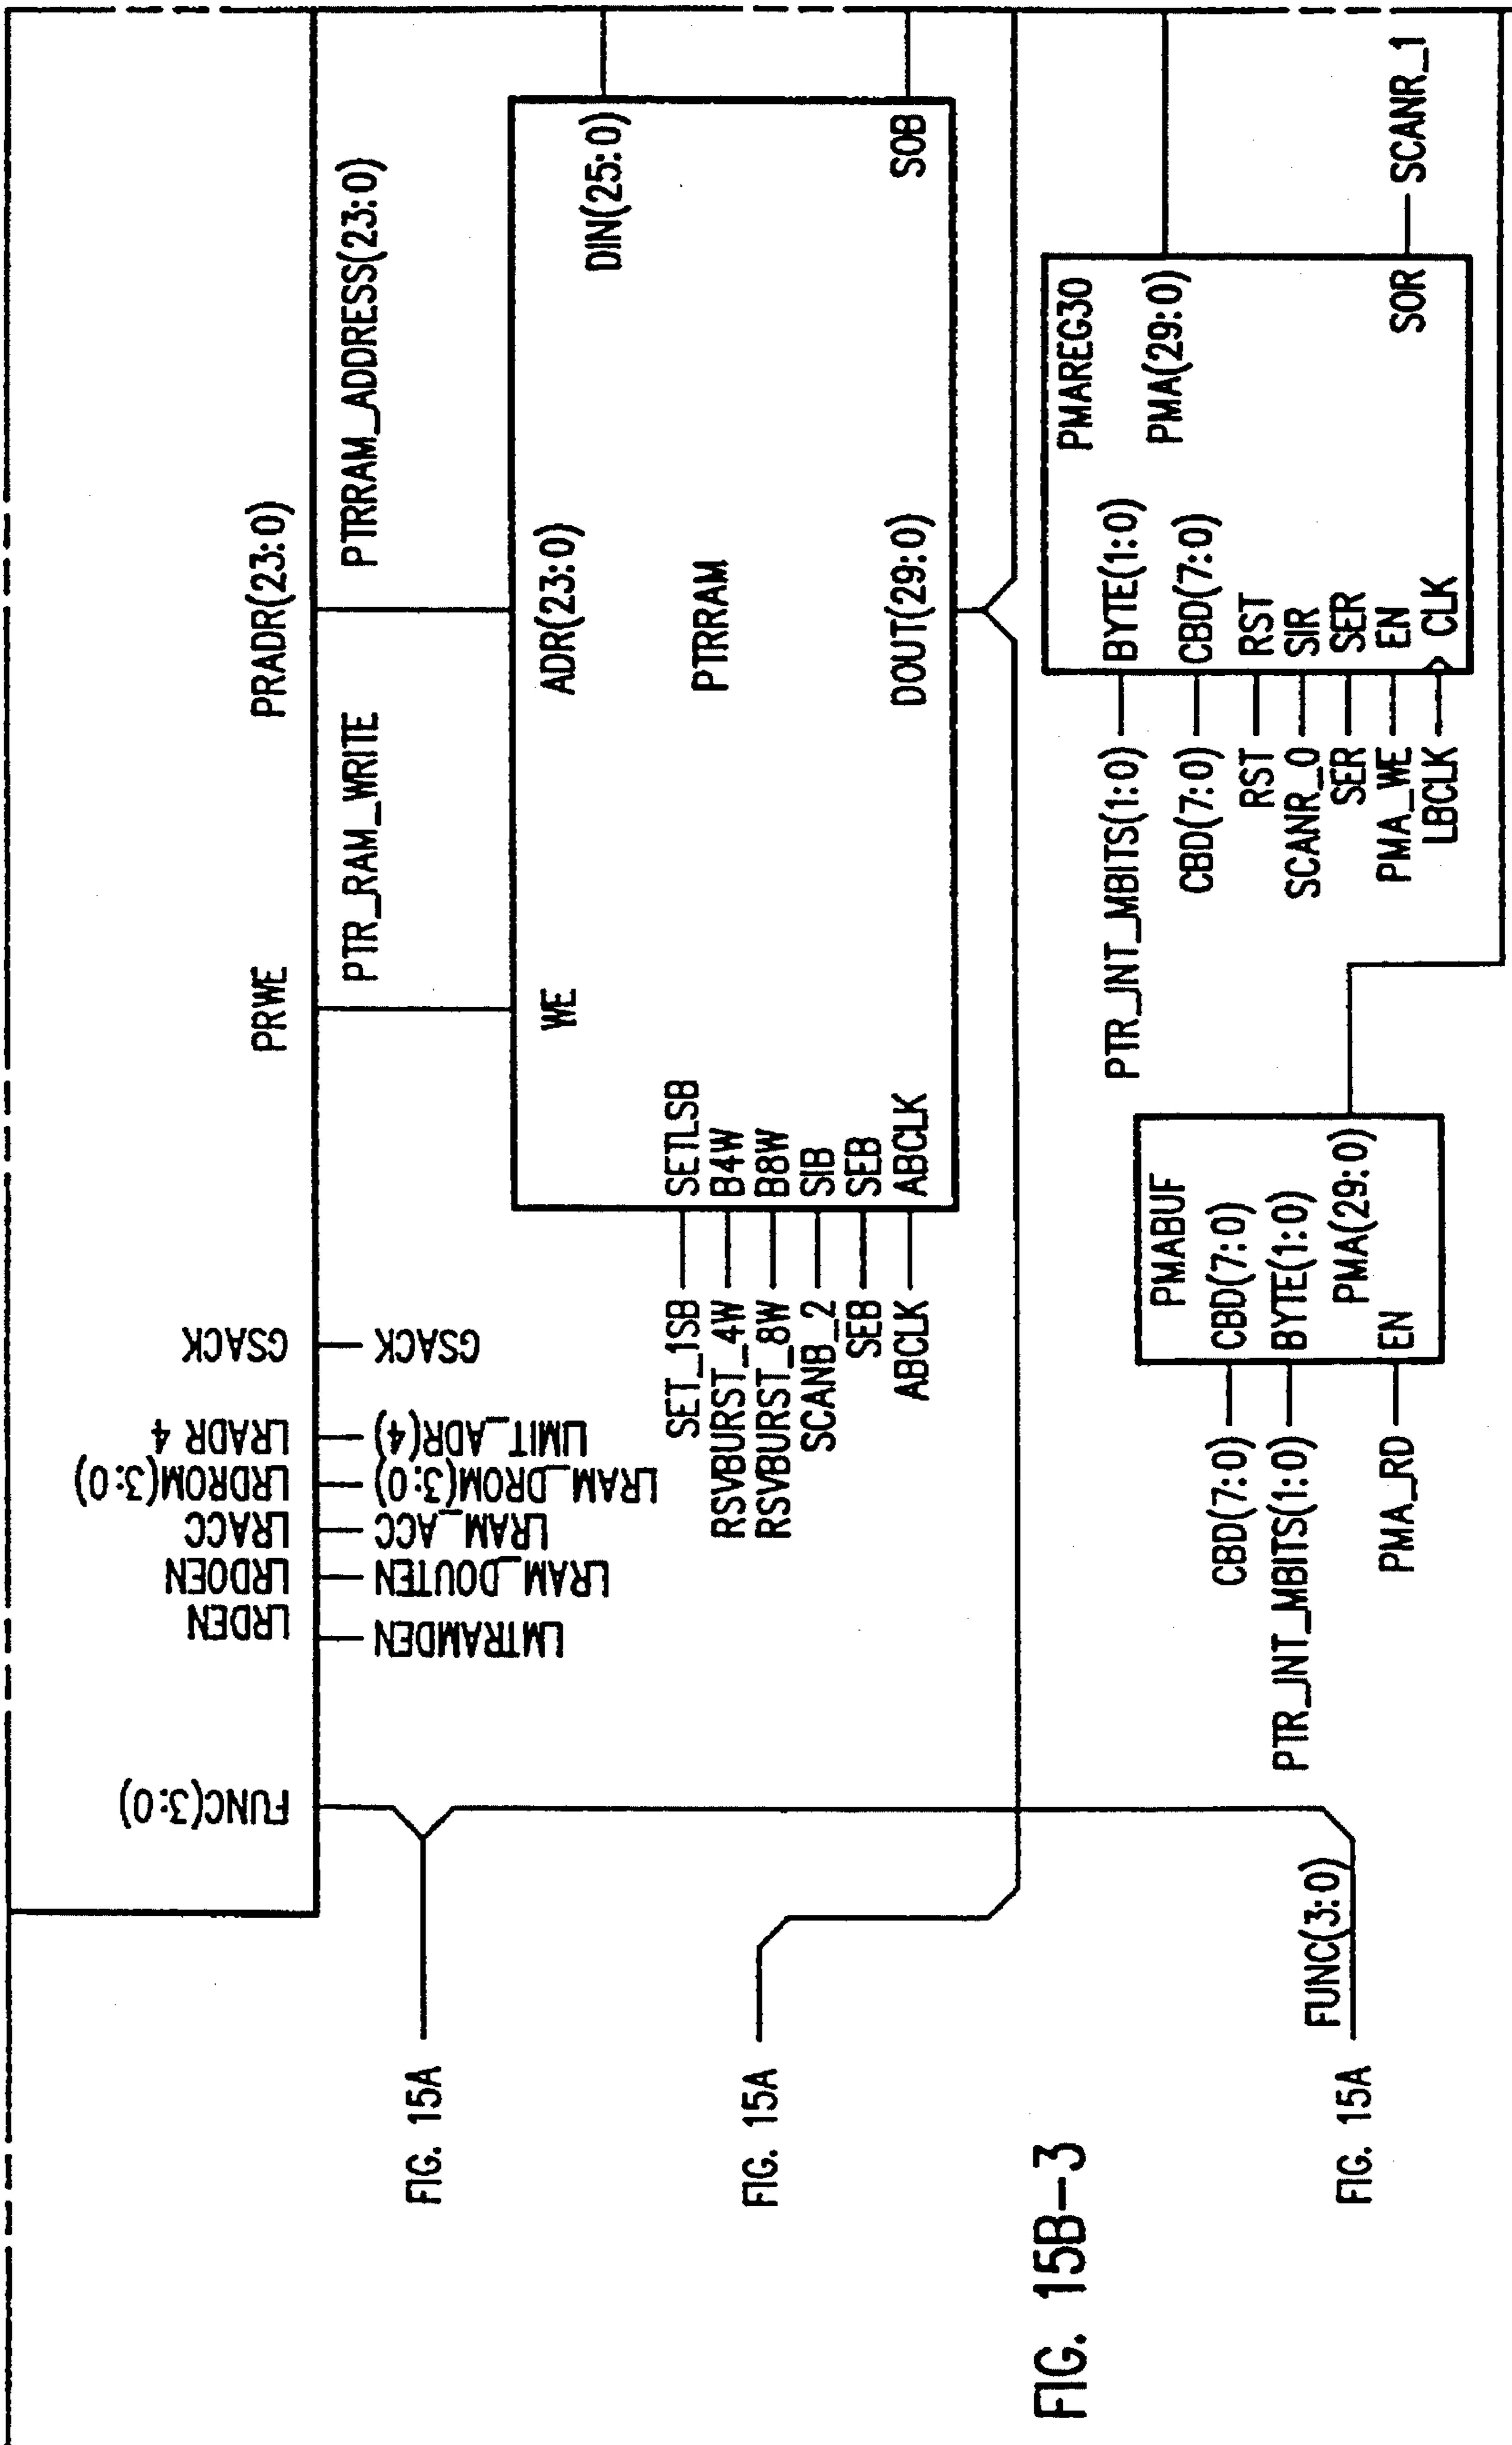 FUNC(3:0)
LRDEN
LRDOEN
LRACC
LRDROM(3:0)
LRADR 4
GSACK
PRWE
PRADR(23:0)
LMTRAMDEN
LRAM_DOUTEN
LRAM_ACC
LRAM_DROM(3:0)
LIMIT_ADR(4)
GSACK
PTR_RAM_WRITE
PTRRAM_ADDRESS(23:0)
FIG. 15A
WE
ADR(23:0)
DIN(25:0)
PTRRAM
SET_1SB
SETLSB
RSVBURST_4W
B4W
RSVBURST_8W
B8W
SCANB_2
SIB
SEB
SEB
ABCLK
ABCLK
DOUT(29:0)
SOB
FIG. 15A
PMABUF
CBD(7:0)
CBD(7:0)
PTR_INT_MBITS(1:0)
BYTE(1:0)
PMA(29:0)
PMA_RD
EN
PMAREG30
PTR_INT_MBITS(1:0)
BYTE(1:0)
PMA(29:0)
CBD(7:0)
CBD(7:0)
RST
RST
SCANR_0
SIR
SER
SER
PMA_WE
EN
LBCLK
CLK
SOR
SCANR_1
FUNC(3:0)
FIG. 15A
FIG. 15B-3